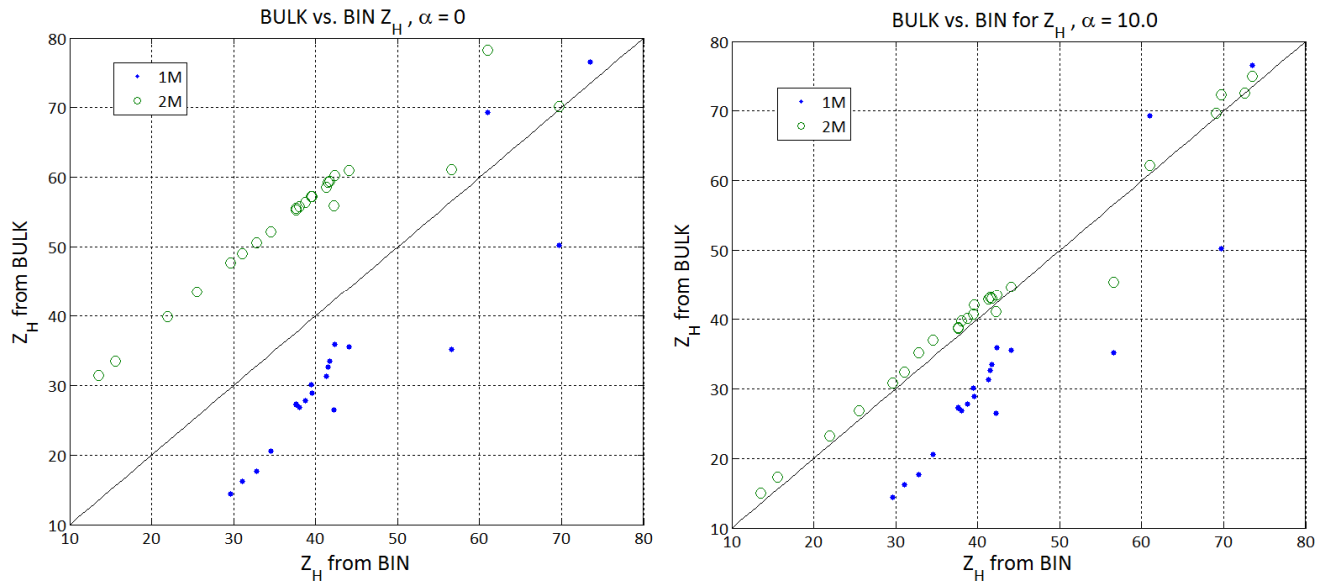 BULK vs. BIN Z_H , α = 0
80
70
60
50
40
30
20
10
10 20 30 40 50 60 70 80
1M
2M
Z_H from BULK
Z_H from BIN
BULK vs. BIN for Z_H , α = 10.0
80
70
60
50
40
30
20
10
10 20 30 40 50 60 70 80
1M
2M
Z_H from BULK
Z_H from BIN